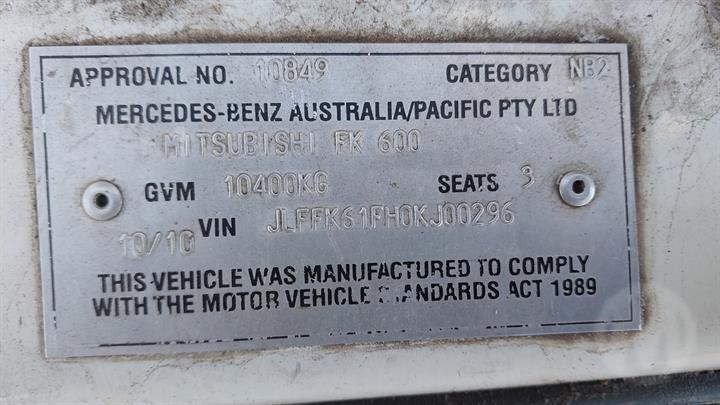 APPROVAL NO. 10849 CATEGORY NB2
MERCEDES-BENZ AUSTRALIA/PACIFIC PTY LTD
MITSUBISHI FK 600
GVM 10400KG SEATS 3
10/10 VIN JLFFK61FH0KJ00296
THIS VEHICLE WAS MANUFACTURED TO COMPLY
WITH THE MOTOR VEHICLE STANDARDS ACT 1989